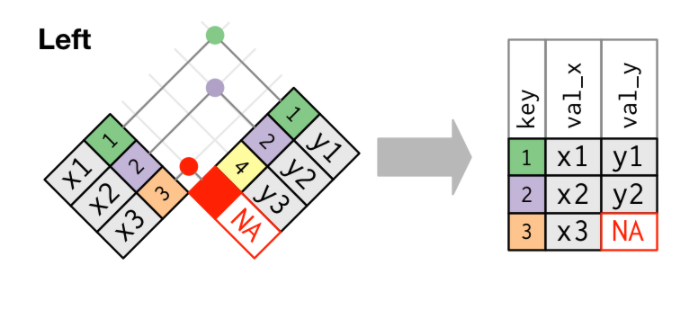 Left
1
2
3
x1
x2
x3
1
2
4
y1
y2
y3
NA
key val_x val_y
1 x1 y1
2 x2 y2
3 x3 NA